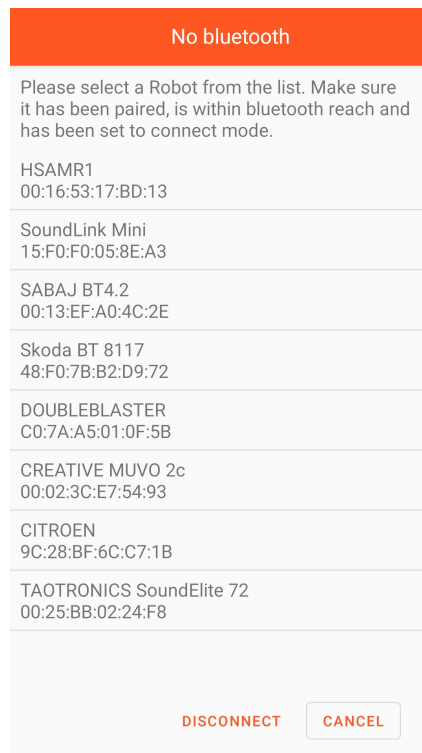 No bluetooth
Please select a Robot from the list. Make sure
it has been paired, is within bluetooth reach and
has been set to connect mode.
HSAMR1
00:16:53:17:BD:13
SoundLink Mini
15:F0:F0:05:8E:A3
SABAJ BT4.2
00:13:EF:A0:4C:2E
Skoda BT 8117
48:F0:7B:B2:D9:72
DOUBLEBLASTER
C0:7A:A5:01:0F:5B
CREATIVE MUVO 2c
00:02:3C:E7:54:93
CITROEN
9C:28:BF:6C:C7:1B
TAOTRONICS SoundElite 72
00:25:BB:02:24:F8
DISCONNECT CANCEL